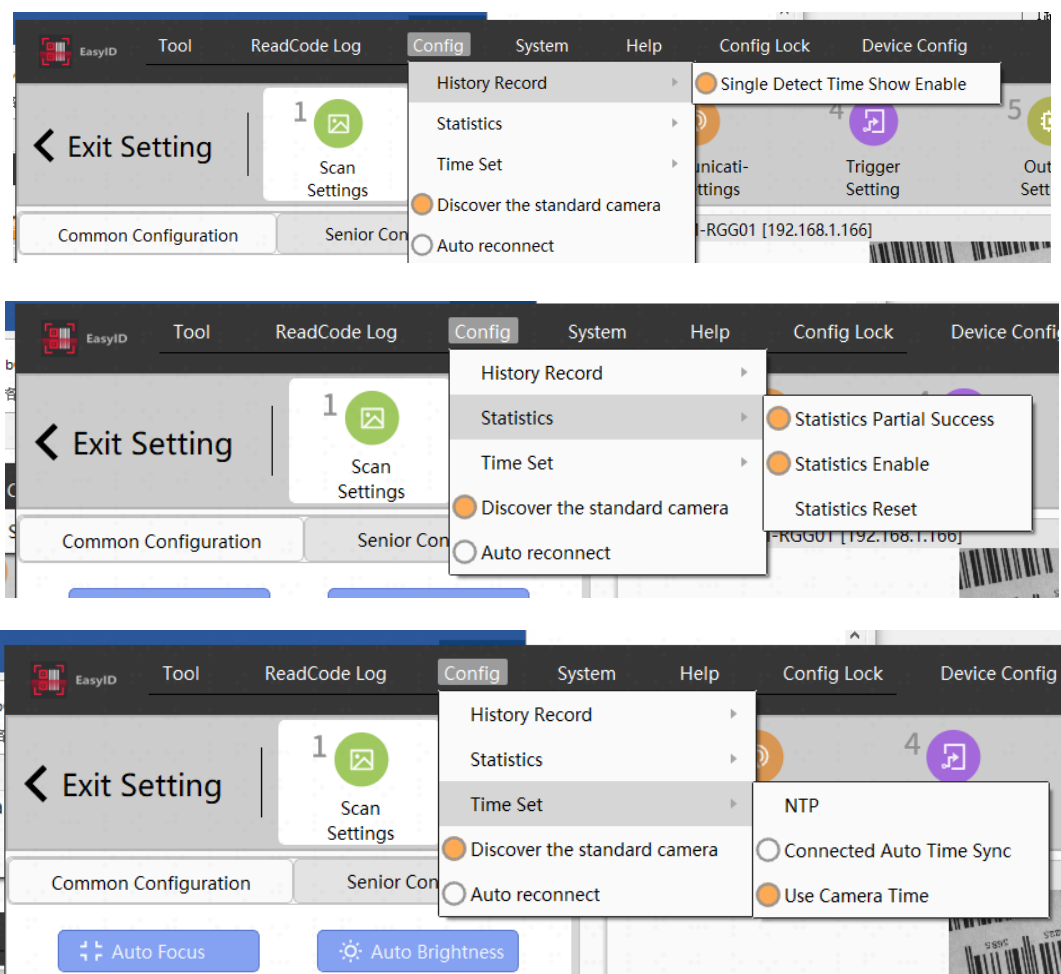 EasyID Tool ReadCode Log Config System Help Config Lock Device Config
History Record
Single Detect Time Show Enable
Statistics
Time Set
Discover the standard camera
Auto reconnect
Exit Setting
1
Scan
Settings
4
Trigger
Setting
5
Common Configuration
-RGG01 [192.168.1.166]
EasyID Tool ReadCode Log Config System Help Config Lock
History Record
Statistics
Statistics Partial Success
Statistics Enable
Statistics Reset
Time Set
Discover the standard camera
Auto reconnect
Exit Setting
1
Scan
Settings
Common Configuration
EasyID Tool ReadCode Log Config System Help Config Lock Device Config
History Record
Statistics
Time Set
NTP
Connected Auto Time Sync
Use Camera Time
Discover the standard camera
Auto reconnect
Exit Setting
1
Scan
Settings
4
Common Configuration
Auto Focus
Auto Brightness